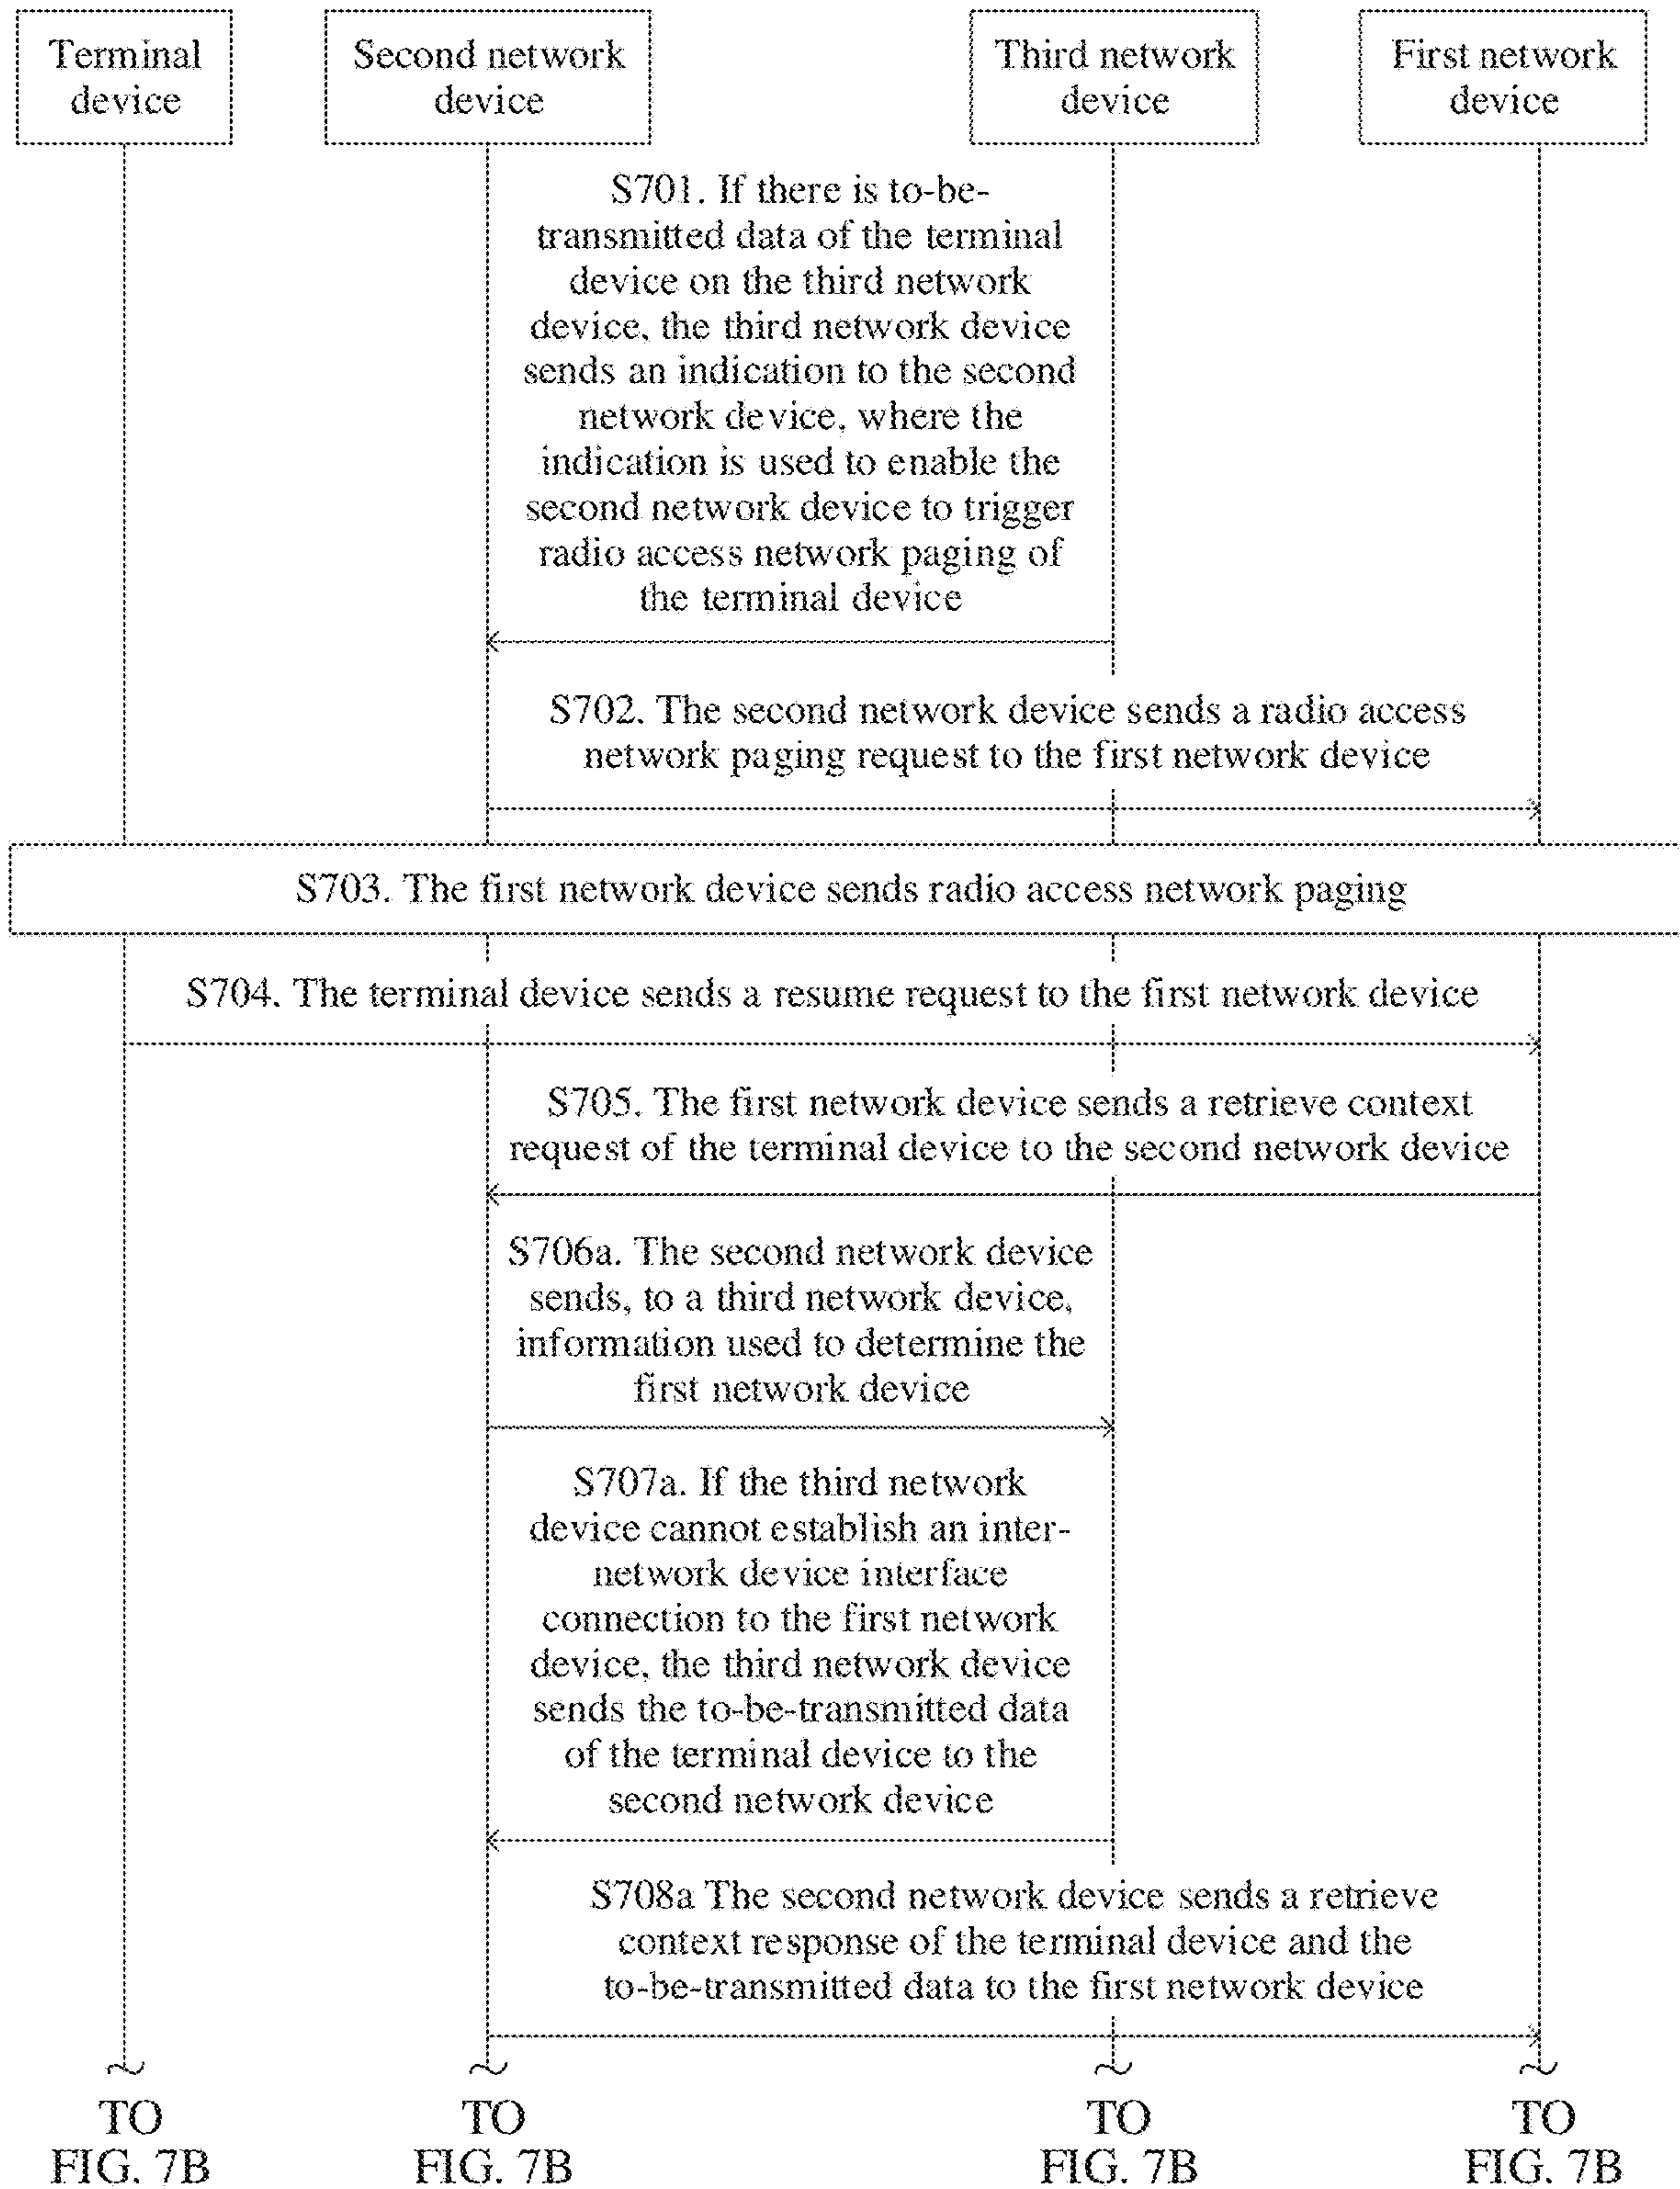 Terminal
device
Second network
device
Third network
device
First network
device
S701. If there is to-be-
transmitted data of the terminal
device on the third network
device, the third network device
sends an indication to the second
network device, where the
indication is used to enable the
second network device to trigger
radio access network paging of
the terminal device
S702. The second network device sends a radio access
network paging request to the first network device
S703. The first network device sends radio access network paging
S704. The terminal device sends a resume request to the first network device
S705. The first network device sends a retrieve context
request of the terminal device to the second network device
S706a. The second network device
sends, to a third network device,
information used to determine the
first network device
S707a. If the third network
device cannot establish an inter-
network device interface
connection to the first network
device, the third network device
sends the to-be-transmitted data
of the terminal device to the
second network device
S708a The second network device sends a retrieve
context response of the terminal device and the
to-be-transmitted data to the first network device
TO
FIG. 7B
TO
FIG. 7B
TO
FIG. 7B
TO
FIG. 7B